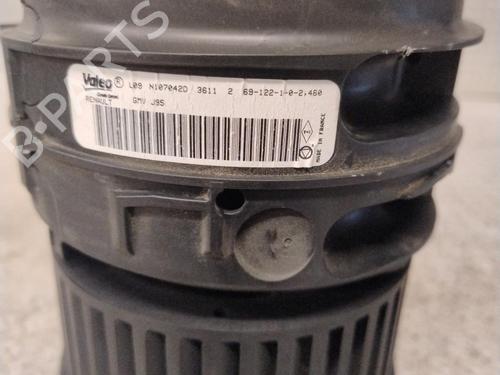 B-PARTS
Valeo® L09 N107042D 3611 2 69-122-1-0-2,460
RENAULT GMV J95
MADE IN FRANCE